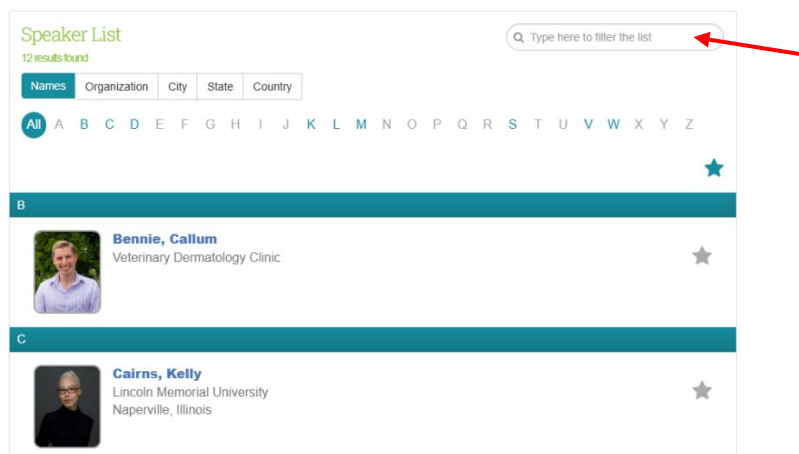 Speaker List
Type here to filter the list
12 results found
Names Organization City State Country
All A B C D E F G H I J K L M N O P Q R S T U V W X Y Z
B
Bennie, Callum
Veterinary Dermatology Clinic
C
Cairns, Kelly
Lincoln Memorial University
Naperville, Illinois